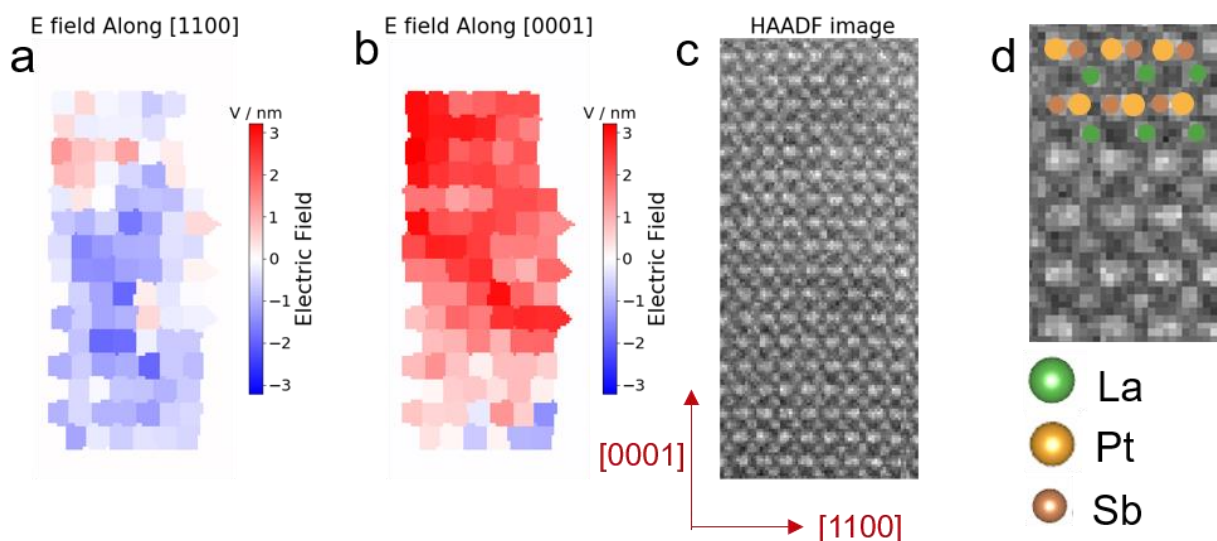 E field Along [1100]
E field Along [0001]
HAADF image
a
b
c
d
V / nm
3
2
1
0
−1
−2
−3
Electric Field
V / nm
3
2
1
0
−1
−2
−3
Electric Field
[0001]
[1100]
La
Pt
Sb